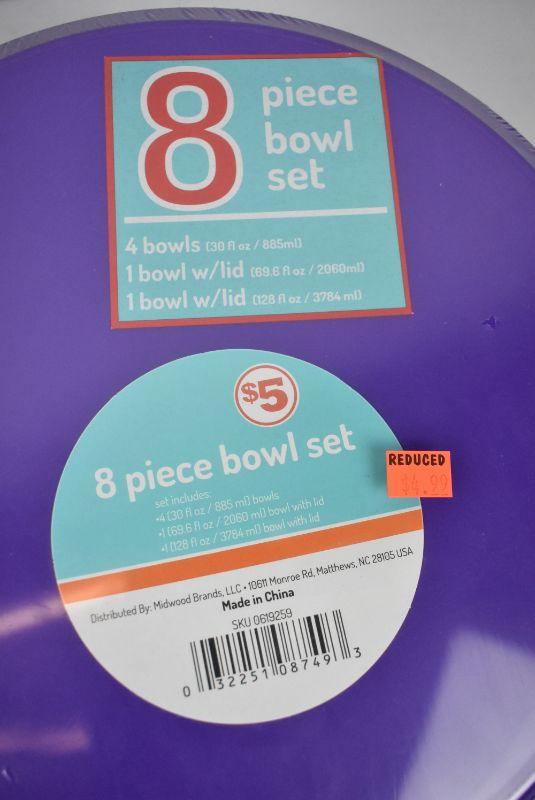 8 piece
bowl
set
4 bowls (30 fl oz / 885ml)
1 bowl w/lid (69.6 fl oz / 2060ml)
1 bowl w/lid (128 fl oz / 3784 ml)
$5
8 piece bowl set
set includes:
•4 (30 fl oz / 885 ml) bowls
•1 (69.6 fl oz / 2060 ml) bowl with lid
•1 (128 fl oz / 3784 ml) bowl with lid
REDUCED
$4.99
Distributed By: Midwood Brands, LLC • 10611 Monroe Rd, Matthews, NC 28105 USA
Made in China
SKU 0619259
0 32251 08749 3